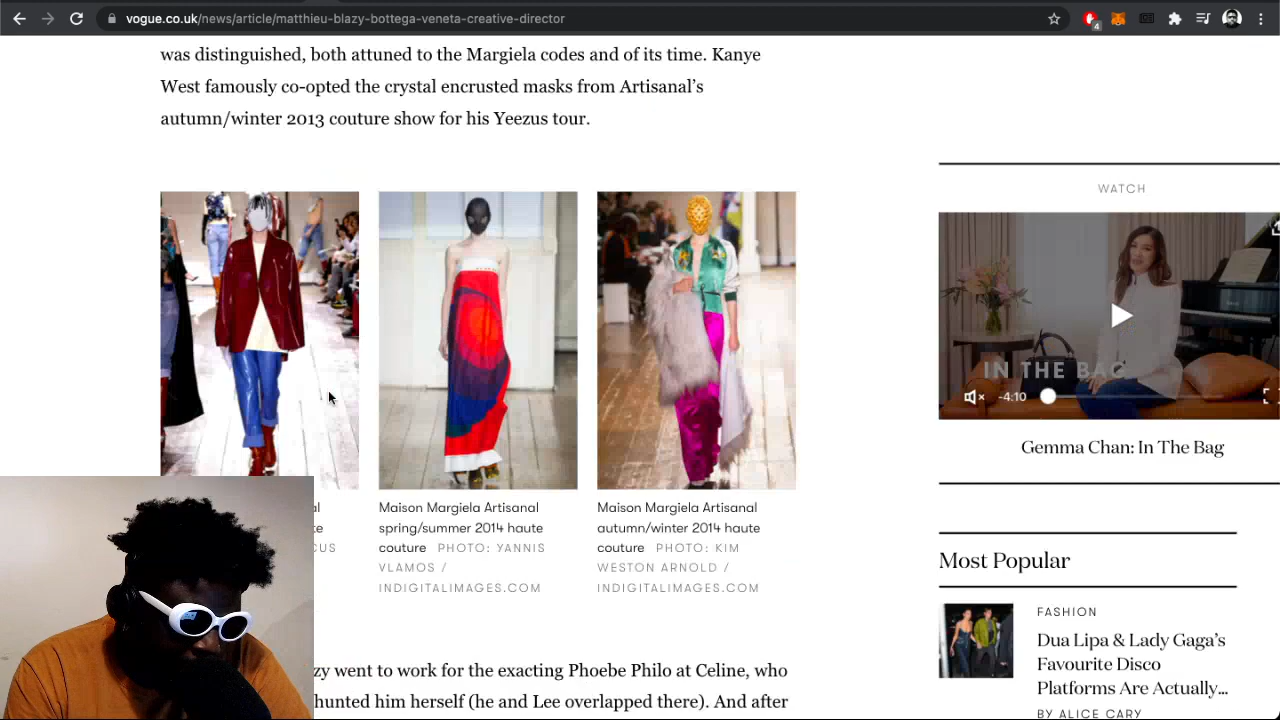 vogue.co.uk/news/article/matthieu-blazy-bottega-veneta-creative-director
4
was distinguished, both attuned to the Margiela codes and of its time. Kanye
West famously co-opted the crystal encrusted masks from Artisanal’s
autumn/winter 2013 couture show for his Yeezus tour.
Maison Margiela Artisanal
spring/summer 2014 haute
couture PHOTO: YANNIS
VLAMOS /
INDIGITALIMAGES.COM
Maison Margiela Artisanal
autumn/winter 2014 haute
couture PHOTO: KIM
WESTON ARNOLD /
INDIGITALIMAGES.COM
zy went to work for the exacting Phoebe Philo at Celine, who
hunted him herself (he and Lee overlapped there). And after
WATCH
IN THE BAG
-4:10
Gemma Chan: In The Bag
Most Popular
FASHION
Dua Lipa & Lady Gaga’s
Favourite Disco
Platforms Are Actually...
BY ALICE CARY